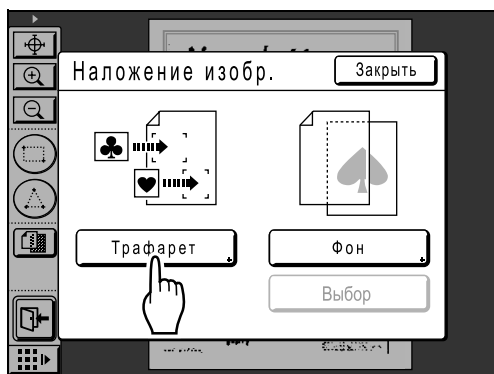 Наложение изобр.
Закрыть
Трафарет
Фон
Выбор